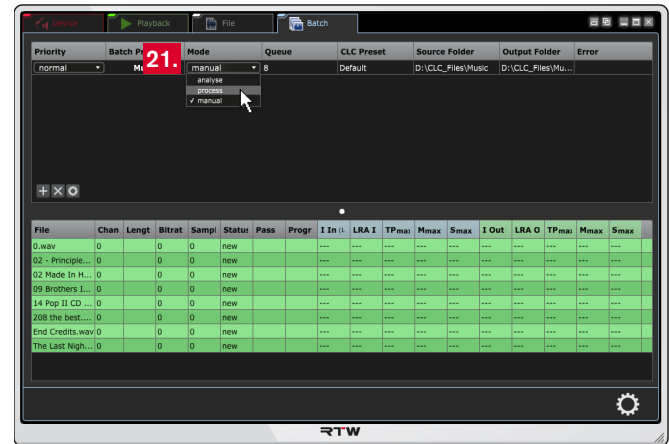 Device Playback File Batch
Priority Batch P Mode Queue CLC Preset Source Folder Output Folder Error
21.
normal Mu manual 8 Default D:\CLC_Files\Music D:\CLC_Files\Mu...
analyse
process
✓ manual
File Chan Lengt Bitrat Sampl Status Pass Progr I In (L LRA I TPmax Mmax Smax I Out LRA O TPmax Mmax Smax
0.wav 0 0 0 new --- --- --- --- --- --- --- --- --- ---
02 - Principle... 0 0 0 new --- --- --- --- --- --- --- --- --- ---
02 Made In H... 0 0 0 new --- --- --- --- --- --- --- --- --- ---
09 Brothers I... 0 0 0 new --- --- --- --- --- --- --- --- --- ---
14 Pop II CD ... 0 0 0 new --- --- --- --- --- --- --- --- --- ---
208 the best.... 0 0 0 new --- --- --- --- --- --- --- --- --- ---
End Credits.wav 0 0 0 new --- --- --- --- --- --- --- --- --- ---
The Last Nigh... 0 0 0 new --- --- --- --- --- --- --- --- --- ---
RTW